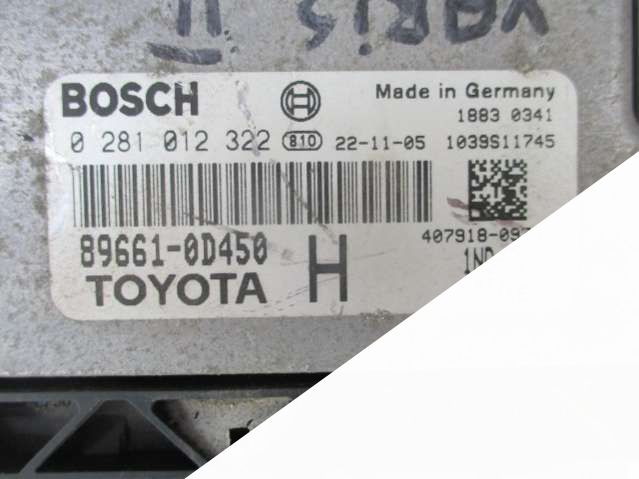 YARIS
II
BOSCH
Made in Germany
1883 0341
0 281 012 322 810 22-11-05 1039S11745
89661-0D450
H
TOYOTA